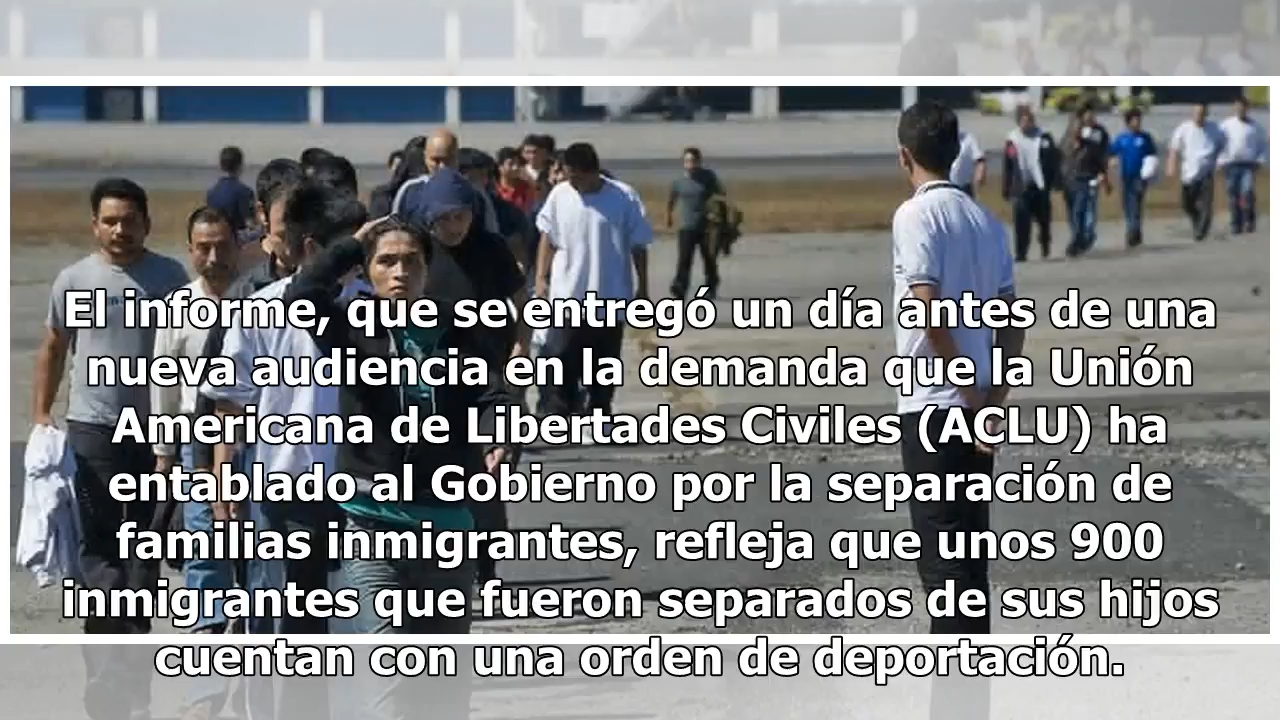 El informe, que se entregó un día antes de una
nueva audiencia en la demanda que la Unión
Americana de Libertades Civiles (ACLU) ha
entablado al Gobierno por la separación de
familias inmigrantes, refleja que unos 900
inmigrantes que fueron separados de sus hijos
cuentan con una orden de deportación.